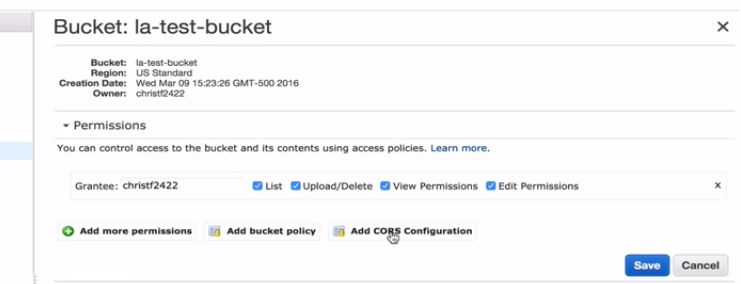 Bucket: la-test-bucket
Bucket: la-test-bucket
Region: US Standard
Creation Date: Wed Mar 09 15:23:26 GMT-500 2016
Owner: christf2422
Permissions
You can control access to the bucket and its contents using access policies. Learn more.
Grantee: christf2422 List Upload/Delete View Permissions Edit Permissions x
Add more permissions Add bucket policy Add CORS Configuration
Save Cancel